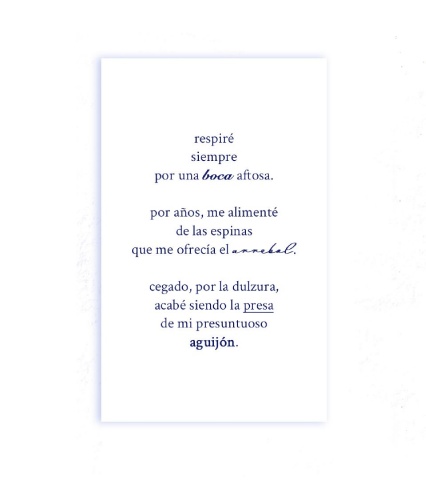 respiré
siempre
por una boca aftosa.
por años, me alimenté
de las espinas
que me ofrecía el arrebal.
cegado, por la dulzura,
acabé siendo la presa
de mi presuntuoso
aguijón.